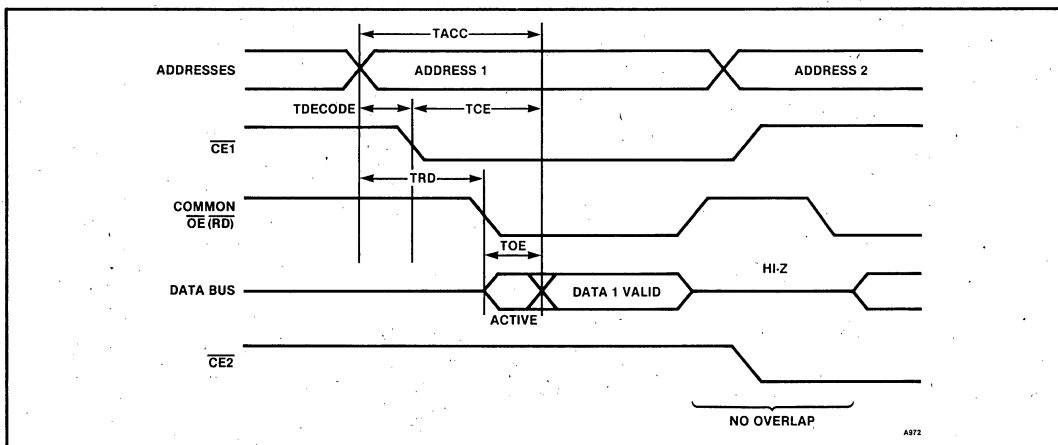 TACC
ADDRESSES
ADDRESS 1
ADDRESS 2
TDECODE
TCE
CE1
TRD
COMMON
OE (RD)
TOE
HI-Z
DATA BUS
DATA 1 VALID
ACTIVE
CE2
NO OVERLAP
A972